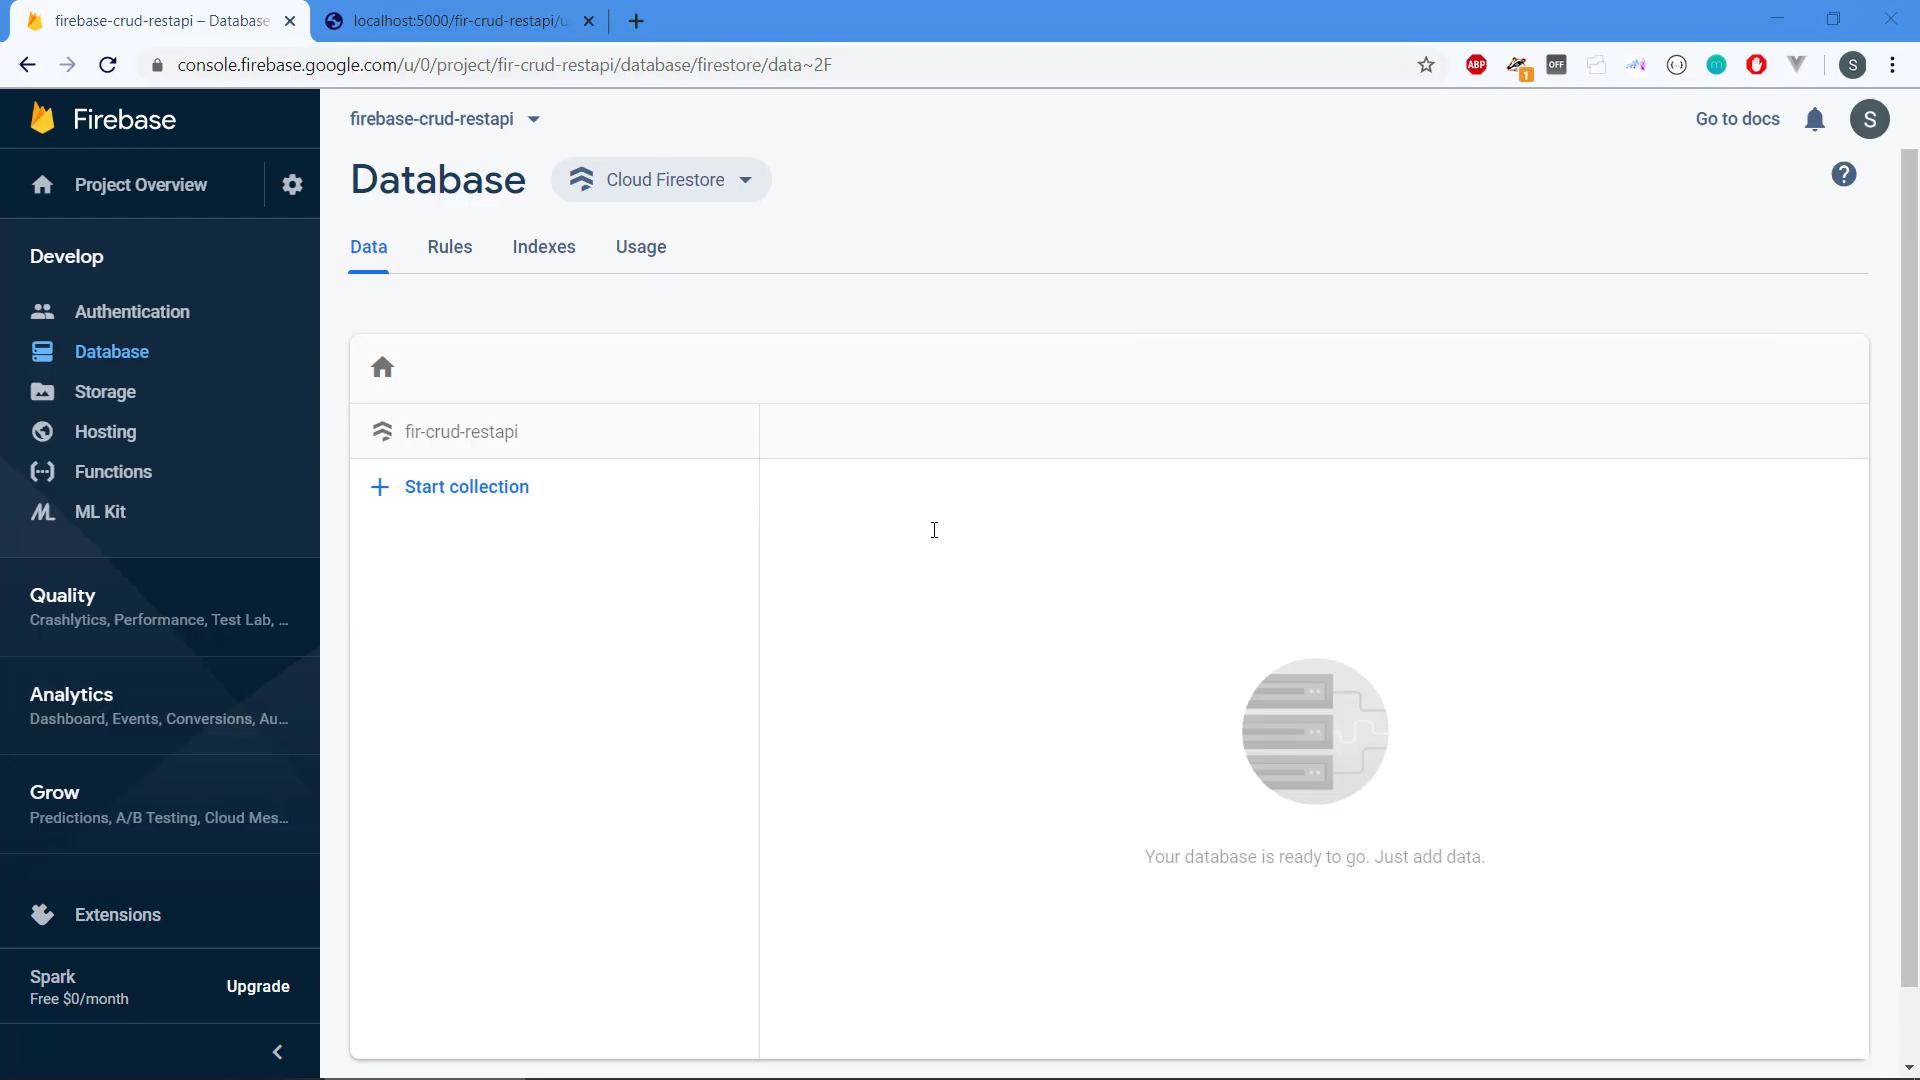 firebase-crud-restapi – Database
localhost:5000/fir-crud-restapi/u
console.firebase.google.com/u/0/project/fir-crud-restapi/database/firestore/data~2F
ABP
1
OFF
m
S
Firebase
firebase-crud-restapi
Go to docs
S
Project Overview
Database
Cloud Firestore
?
Data
Rules
Indexes
Usage
Develop
Authentication
Database
Storage
Hosting
Functions
ML Kit
fir-crud-restapi
Start collection
Quality
Crashlytics, Performance, Test Lab, ...
Analytics
Dashboard, Events, Conversions, Au...
Grow
Predictions, A/B Testing, Cloud Mes...
Your database is ready to go. Just add data.
Extensions
Spark
Free $0/month
Upgrade